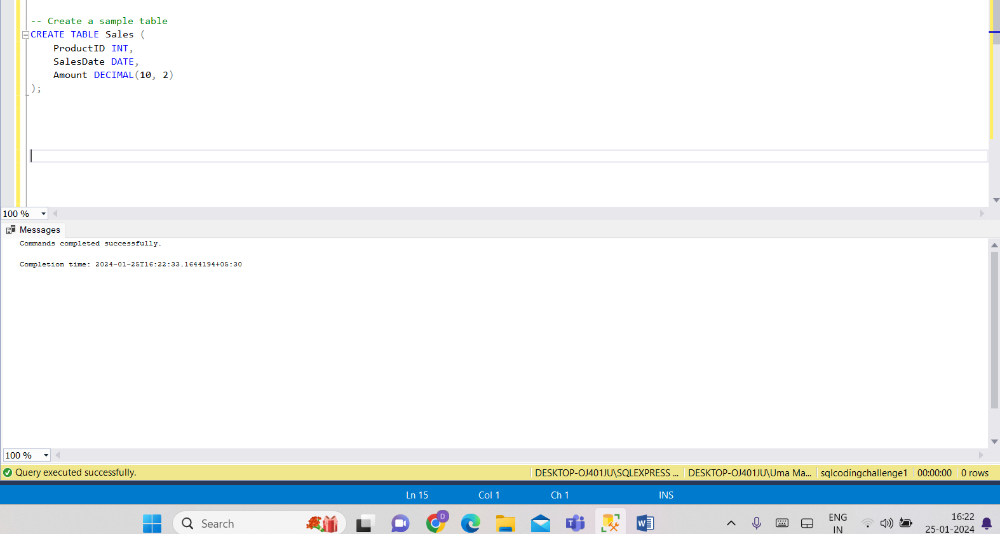 -- Create a sample table
CREATE TABLE Sales (
    ProductID INT,
    SalesDate DATE,
    Amount DECIMAL(10, 2)
);
100 %
Messages
Commands completed successfully.
Completion time: 2024-01-25T16:22:33.1644194+05:30
100 %
Query executed successfully. DESKTOP-OJ401JU\SQLEXPRESS ... DESKTOP-OJ401JU\Uma Ma... sqlcodingchallenge1 00:00:00 0 rows
Ln 15 Col 1 Ch 1 INS
Search D T W ENG 16:22
IN 25-01-2024